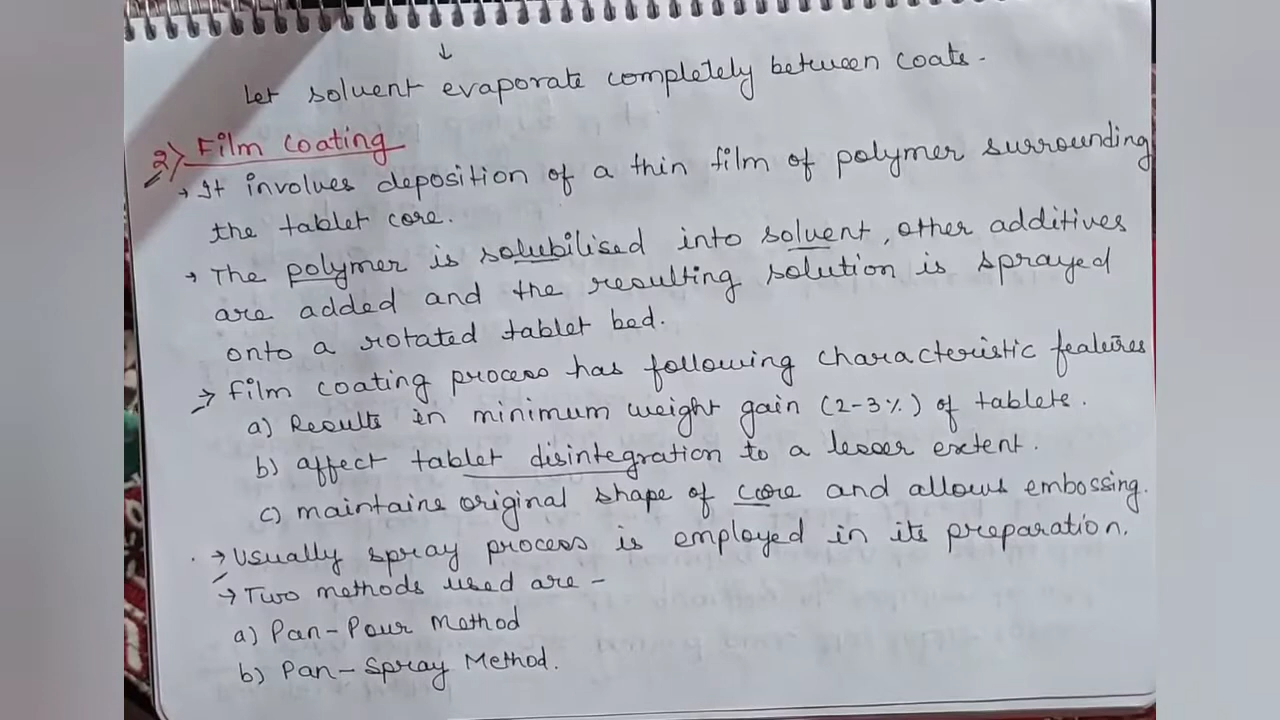 ↓
Let solvent evaporate completely between coats.
2) Film coating
→ It involves deposition of a thin film of polymer surrounding
the tablet core.
→ The polymer is solubilised into solvent, other additives
are added and the resulting solution is sprayed
onto a rotated tablet bed.
→ Film coating process has following characteristic features
a) Results in minimum weight gain (2-3%) of tablets.
b) affect tablet disintegration to a lesser extent.
c) maintains original shape of core and allows embossing.
→ Usually spray process is employed in its preparation.
→ Two methods used are -
a) Pan-Pour Method
b) Pan-Spray Method.